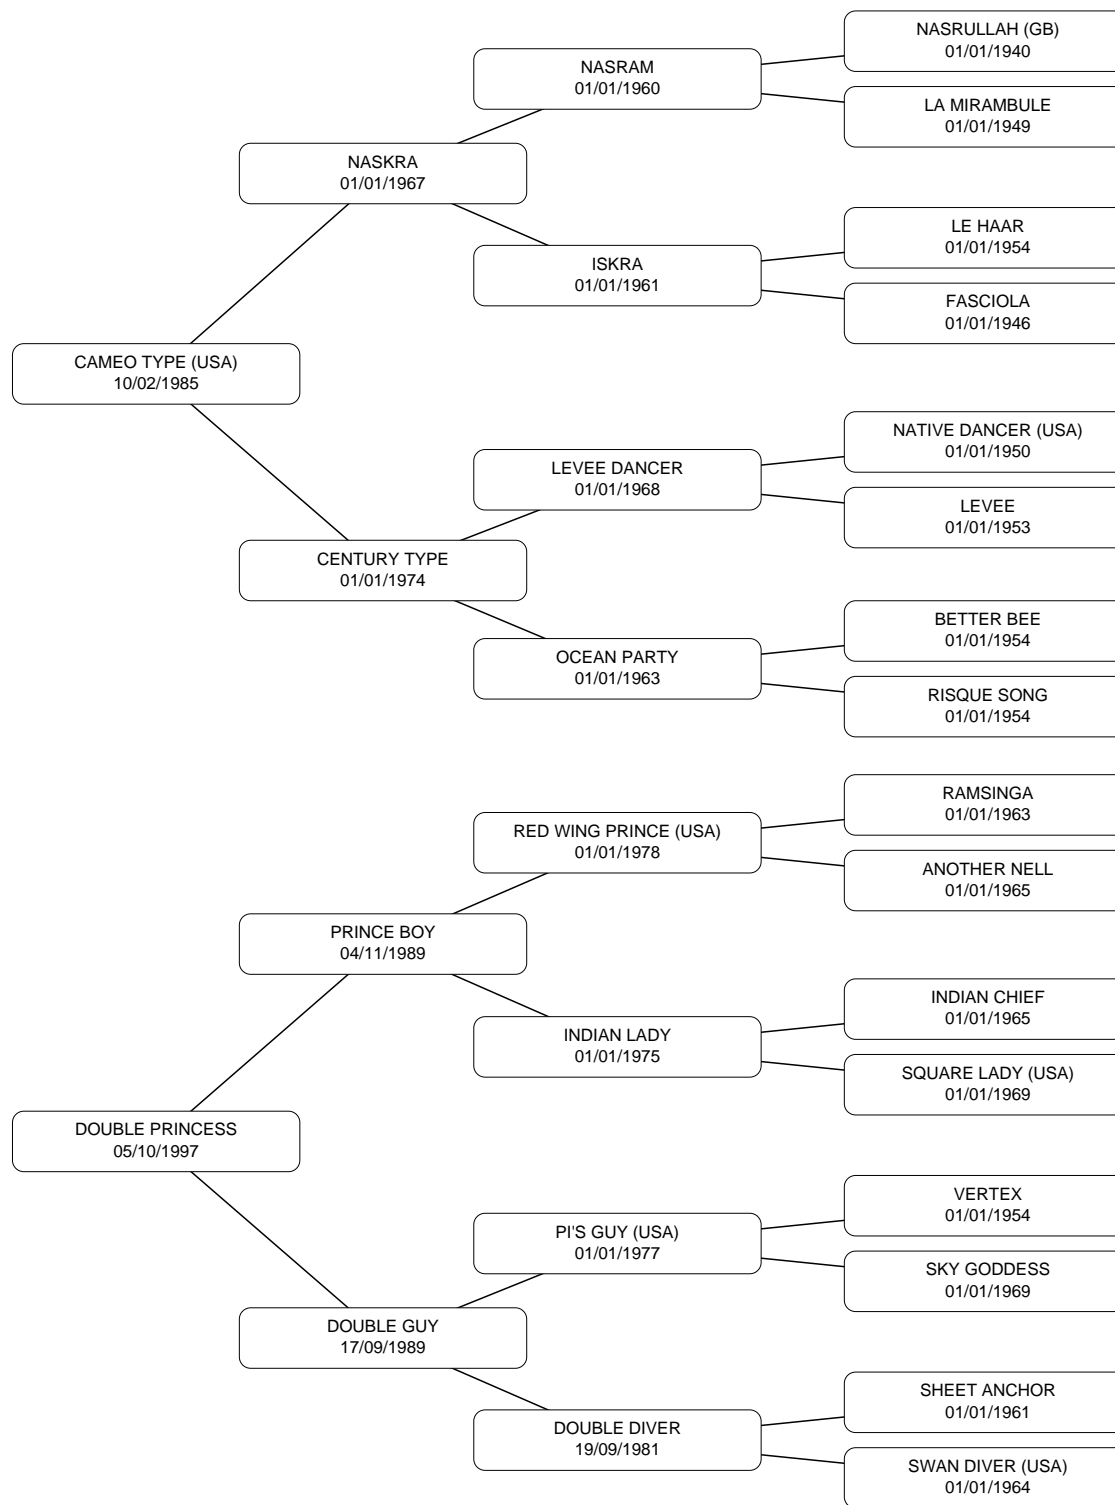 NASRULLAH (GB)
01/01/1940
NASRAM
01/01/1960
LA MIRAMBULE
01/01/1949
NASKRA
01/01/1967
LE HAAR
01/01/1954
ISKRA
01/01/1961
FASCIOLA
01/01/1946
CAMEO TYPE (USA)
10/02/1985
NATIVE DANCER (USA)
01/01/1950
LEVEE DANCER
01/01/1968
LEVEE
01/01/1953
CENTURY TYPE
01/01/1974
BETTER BEE
01/01/1954
OCEAN PARTY
01/01/1963
RISQUE SONG
01/01/1954
RAMSINGA
01/01/1963
RED WING PRINCE (USA)
01/01/1978
ANOTHER NELL
01/01/1965
PRINCE BOY
04/11/1989
INDIAN CHIEF
01/01/1965
INDIAN LADY
01/01/1975
SQUARE LADY (USA)
01/01/1969
DOUBLE PRINCESS
05/10/1997
VERTEX
01/01/1954
PI'S GUY (USA)
01/01/1977
SKY GODDESS
01/01/1969
DOUBLE GUY
17/09/1989
SHEET ANCHOR
01/01/1961
DOUBLE DIVER
19/09/1981
SWAN DIVER (USA)
01/01/1964